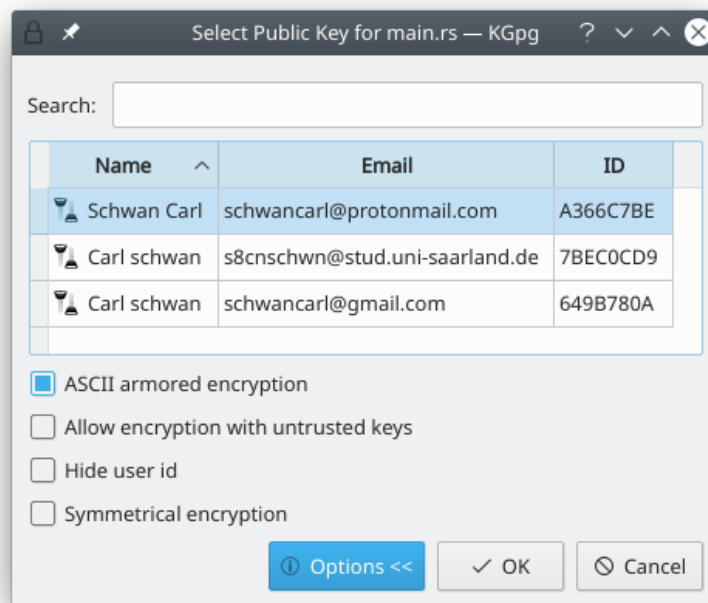 Select Public Key for main.rs — KGpg
Search:
Name Email ID
Schwan Carl schwancarl@protonmail.com A366C7BE
Carl schwan s8cnschwn@stud.uni-saarland.de 7BEC0CD9
Carl schwan schwancarl@gmail.com 649B780A
ASCII armored encryption
Allow encryption with untrusted keys
Hide user id
Symmetrical encryption
Options << OK Cancel